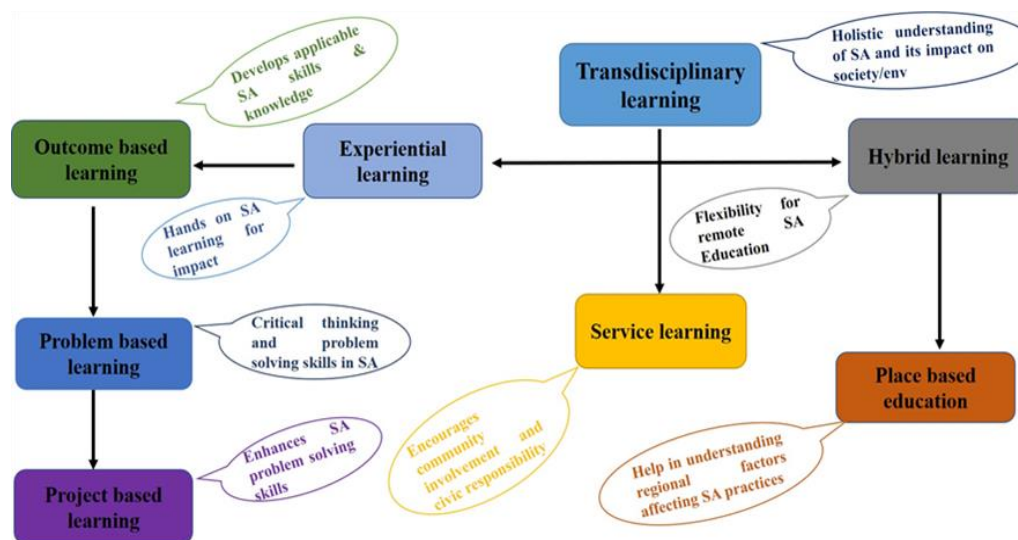 Develops applicable
SA skills &
knowledge
Transdisciplinary
learning
Holistic understanding
of SA and its impact on
society/env
Outcome based
learning
Experiential
learning
Hybrid learning
Hands on SA
learning for
impact
Flexibility for
remote SA
Education
Problem based
learning
Critical thinking
and problem
solving skills in SA
Service learning
Place based
education
Project based
learning
Enhances SA
problem solving
skills
Encourages
community
involvement and
civic responsibility
Help in understanding
regional factors
affecting SA practices